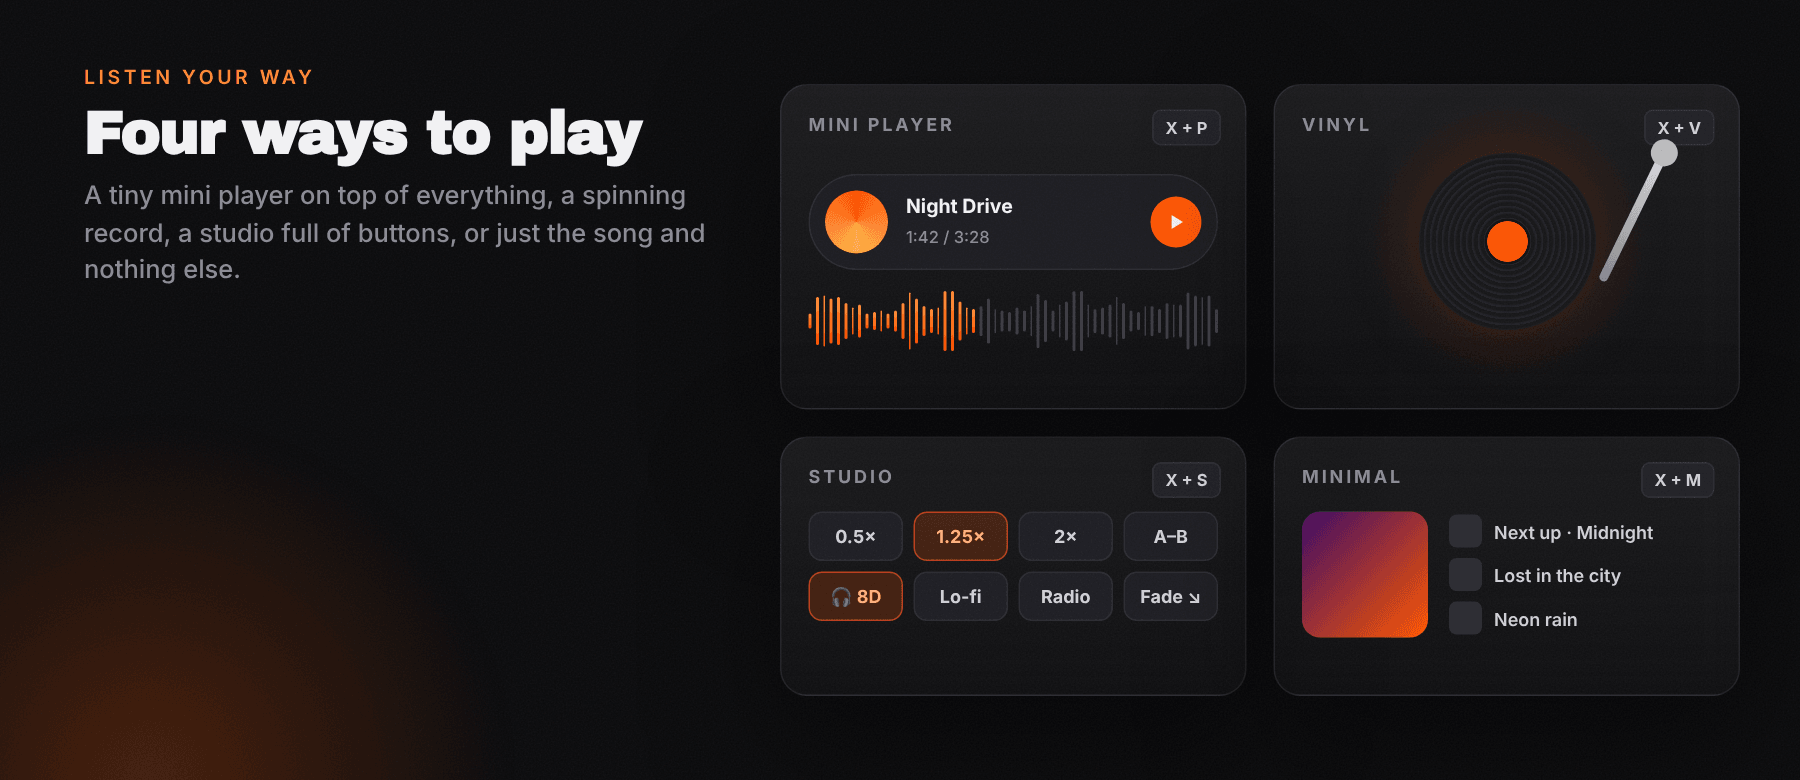 LISTEN YOUR WAY
Four ways to play
A tiny mini player on top of everything, a spinning
record, a studio full of buttons, or just the song and
nothing else.
MINI PLAYER
X + P
Night Drive
1:42 / 3:28
VINYL
X + V
STUDIO
X + S
0.5×
1.25×
2×
A–B
🎧 8D
Lo-fi
Radio
Fade ↘
MINIMAL
X + M
Next up · Midnight
Lost in the city
Neon rain